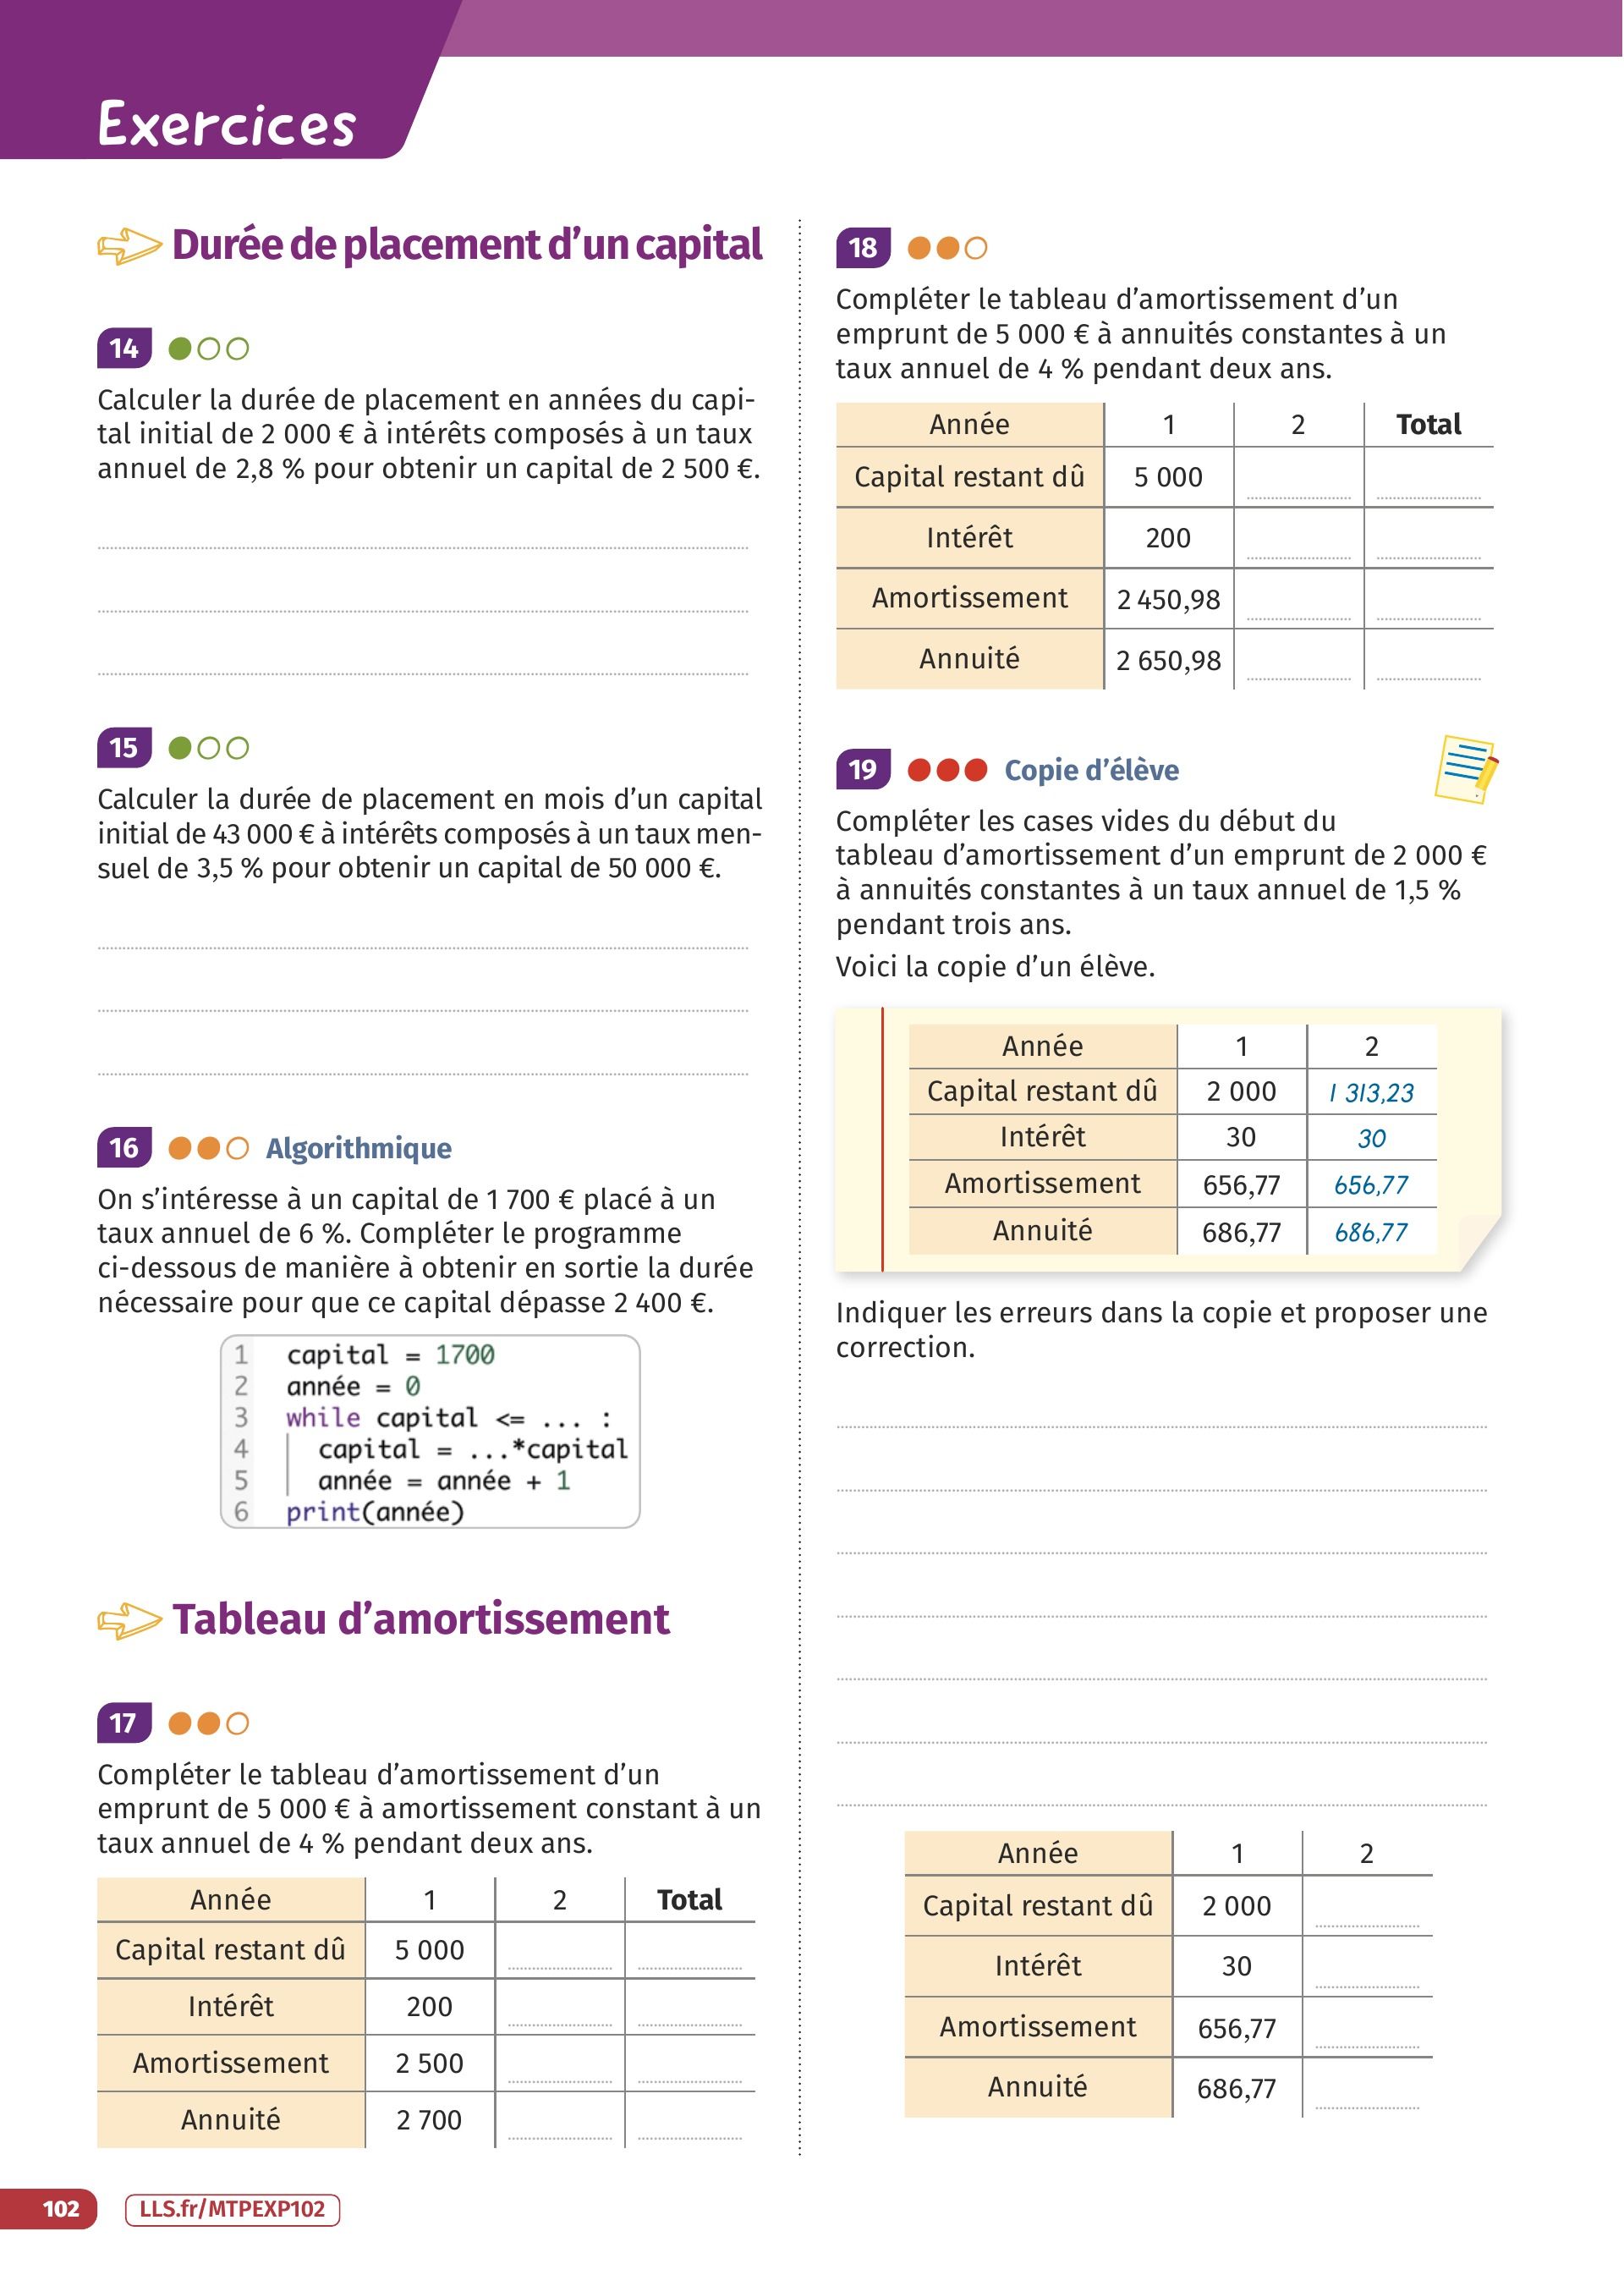 Exercices
Durée de placement d’un capital
14
Calculer la durée de placement en années du capi-
tal initial de 2 000 € à intérêts composés à un taux
annuel de 2,8 % pour obtenir un capital de 2 500 €.
15
Calculer la durée de placement en mois d’un capital
initial de 43 000 € à intérêts composés à un taux men-
suel de 3,5 % pour obtenir un capital de 50 000 €.
16 Algorithmique
On s’intéresse à un capital de 1 700 € placé à un
taux annuel de 6 %. Compléter le programme
ci-dessous de manière à obtenir en sortie la durée
nécessaire pour que ce capital dépasse 2 400 €.
1 capital = 1700
2 année = 0
3 while capital <= ... :
4 capital = ...*capital
5 année = année + 1
6 print(année)
Tableau d’amortissement
17
Compléter le tableau d’amortissement d’un
emprunt de 5 000 € à amortissement constant à un
taux annuel de 4 % pendant deux ans.
Année 1 2 Total
Capital restant dû 5 000
Intérêt 200
Amortissement 2 500
Annuité 2 700
18
Compléter le tableau d’amortissement d’un
emprunt de 5 000 € à annuités constantes à un
taux annuel de 4 % pendant deux ans.
Année 1 2 Total
Capital restant dû 5 000
Intérêt 200
Amortissement 2 450,98
Annuité 2 650,98
19 Copie d’élève
Compléter les cases vides du début du
tableau d’amortissement d’un emprunt de 2 000 €
à annuités constantes à un taux annuel de 1,5 %
pendant trois ans.
Voici la copie d’un élève.
Année 1 2
Capital restant dû 2 000 1 313,23
Intérêt 30 30
Amortissement 656,77 656,77
Annuité 686,77 686,77
Indiquer les erreurs dans la copie et proposer une
correction.
Année 1 2
Capital restant dû 2 000
Intérêt 30
Amortissement 656,77
Annuité 686,77
102 LLS.fr/MTPEXP102